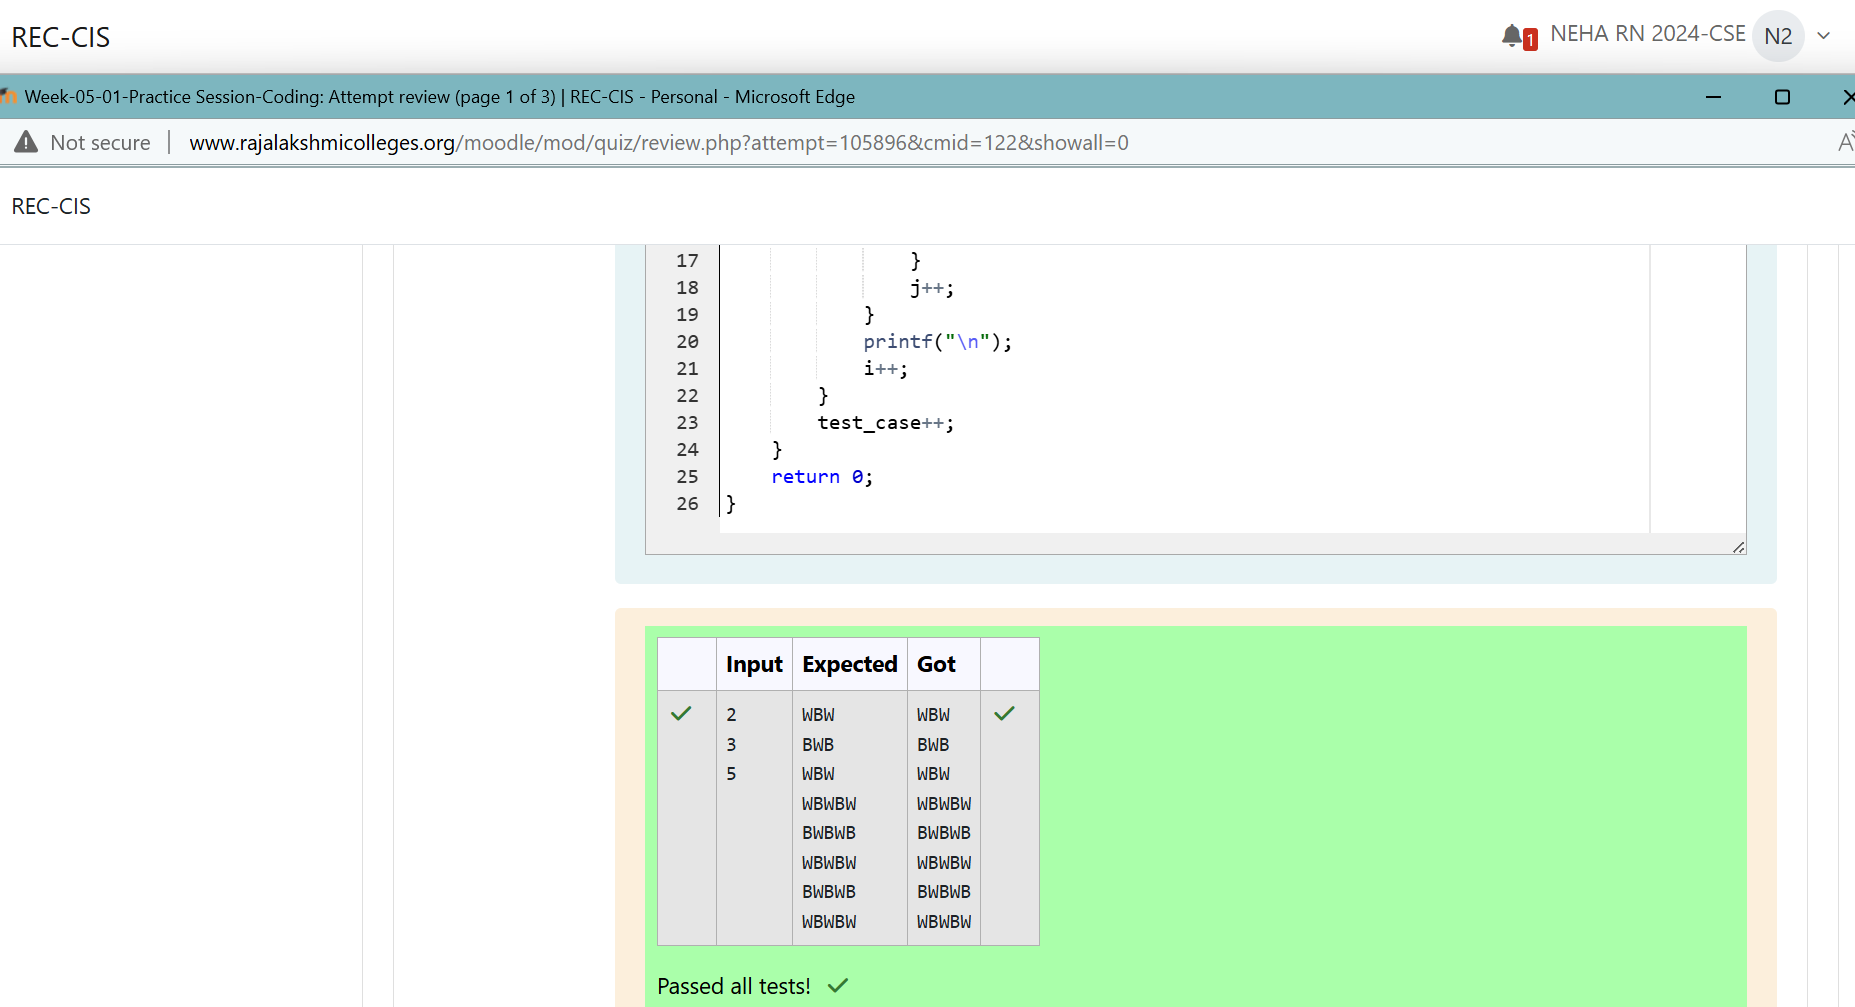 REC-CIS
1 NEHA RN 2024-CSE N2
Week-05-01-Practice Session-Coding: Attempt review (page 1 of 3) | REC-CIS - Personal - Microsoft Edge
Not secure | www.rajalakshmicolleges.org/moodle/mod/quiz/review.php?attempt=105896&cmid=122&showall=0
REC-CIS
17 }
18 j++;
19 }
20 printf("\n");
21 i++;
22 }
23 test_case++;
24 }
25 return 0;
26 }
Input Expected Got
2 WBW WBW
3 BWB BWB
5 WBW WBW
WBWBW WBWBW
BWBWB BWBWB
WBWBW WBWBW
BWBWB BWBWB
WBWBW WBWBW
Passed all tests!